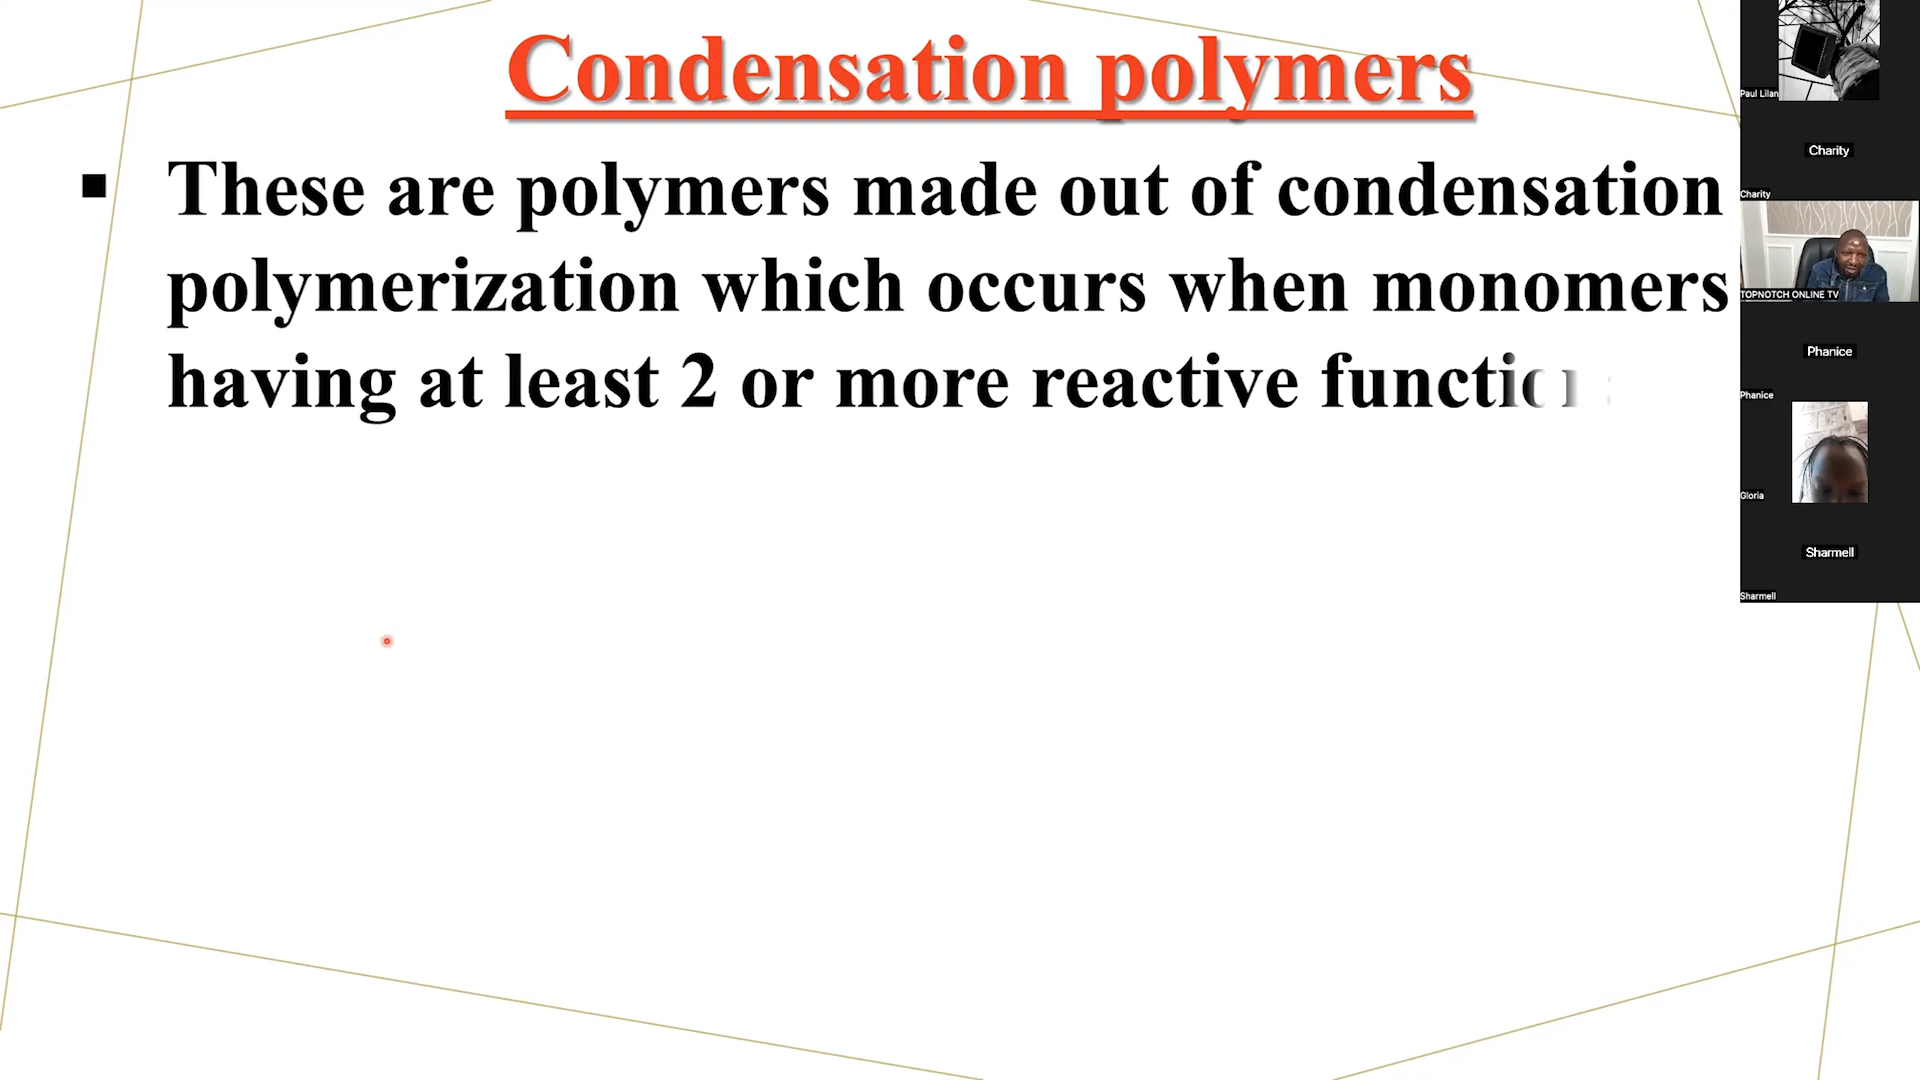 Condensation polymers
▪ These are polymers made out of condensation
polymerization which occurs when monomers
having at least 2 or more reactive
Paul Lilan
Charity
Charity
TOPNOTCH ONLINE TV
Phanice
Phanice
Gloria
Sharmell
Sharmell